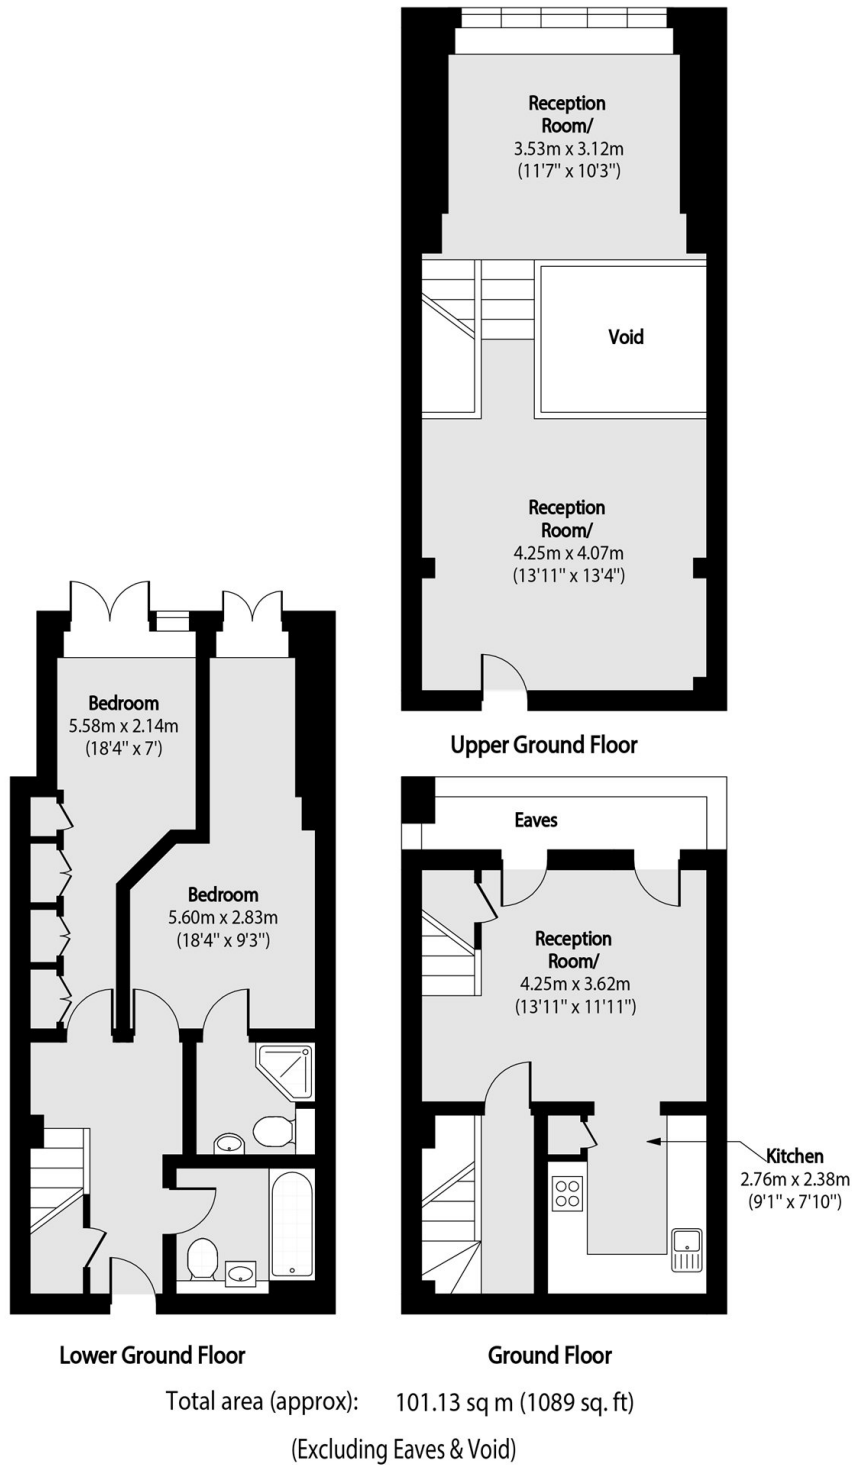 Reception
Room/
3.53m x 3.12m
(11'7" x 10'3")
Void
Reception
Room/
4.25m x 4.07m
(13'11" x 13'4")
Upper Ground Floor
Bedroom
5.58m x 2.14m
(18'4" x 7')
Bedroom
5.60m x 2.83m
(18'4" x 9'3")
Lower Ground Floor
Eaves
Reception
Room/
4.25m x 3.62m
(13'11" x 11'11")
Kitchen
2.76m x 2.38m
(9'1" x 7'10")
Ground Floor
Total area (approx): 101.13 sq m (1089 sq. ft)
(Excluding Eaves & Void)